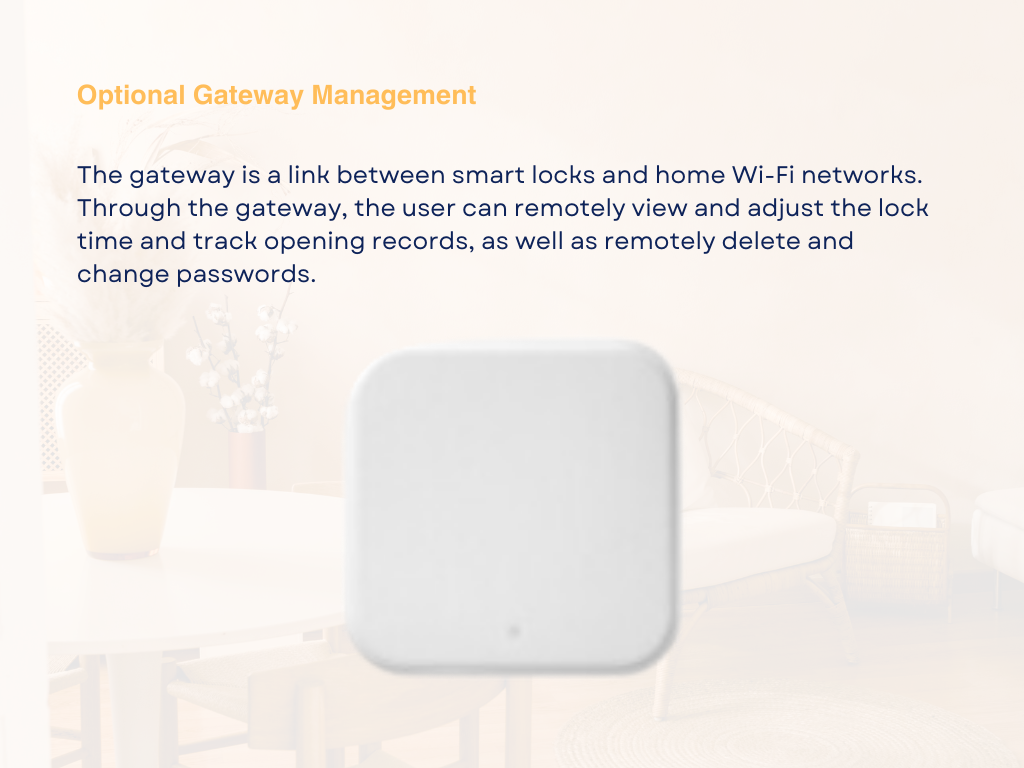 Optional Gateway Management
The gateway is a link between smart locks and home Wi-Fi networks.
Through the gateway, the user can remotely view and adjust the lock
time and track opening records, as well as remotely delete and
change passwords.